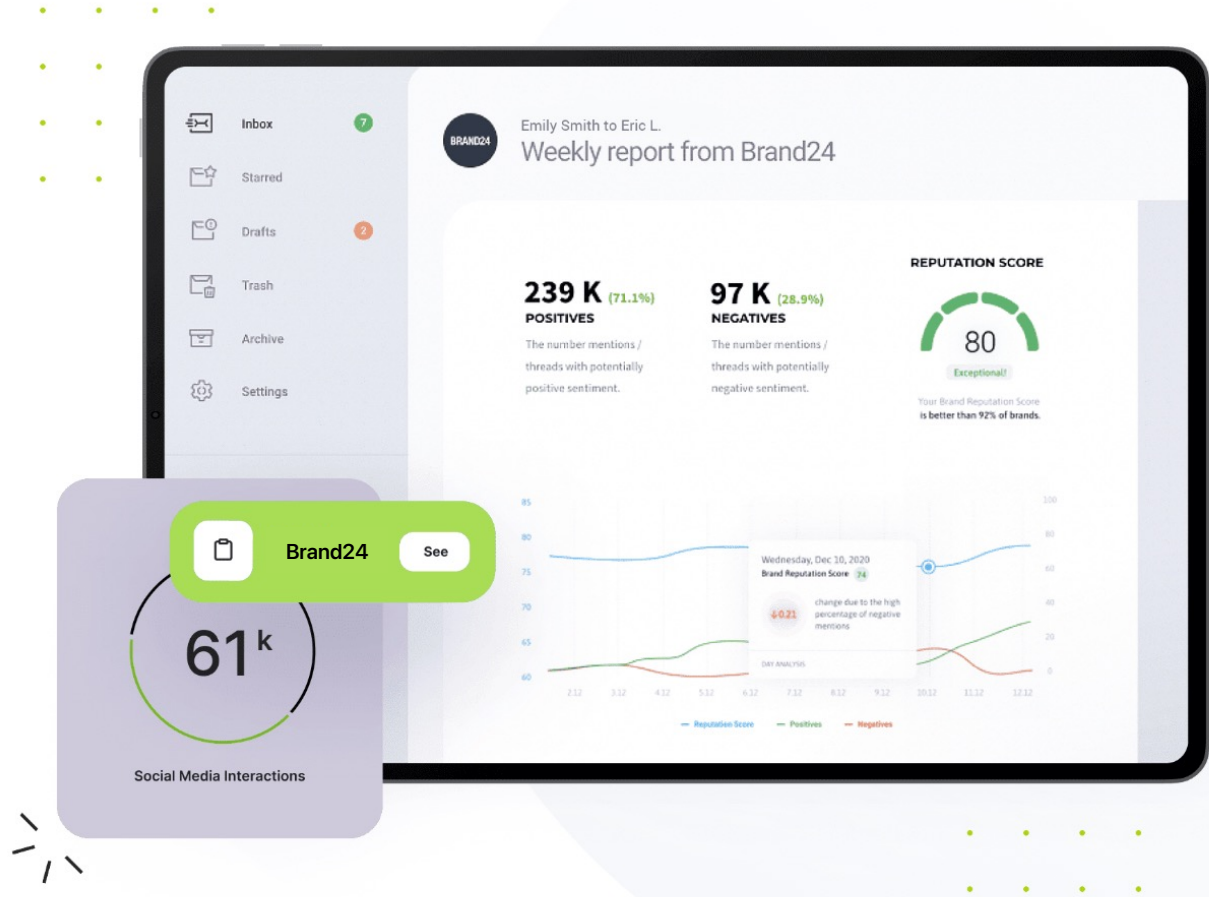 Inbox 7
Starred
Drafts 2
Trash
Archive
Settings
BRAND24
Emily Smith to Eric L.
Weekly report from Brand24
239 K (71.1%)
POSITIVES
The number mentions /
threads with potentially
positive sentiment.
97 K (28.9%)
NEGATIVES
The number mentions /
threads with potentially
negative sentiment.
REPUTATION SCORE
80
Exceptional!
Your Brand Reputation Score
is better than 92% of brands.
85
80
75
70
65
60
100
80
60
40
20
0
Wednesday, Dec 10, 2020
Brand Reputation Score 74
↓0.21
change due to the high
percentage of negative
mentions
DAY ANALYSIS
2.12 3.12 4.12 5.12 6.12 7.12 8.12 9.12 10.12 11.12 12.12
Reputation Score Positives Negatives
Brand24 See
61k
Social Media Interactions